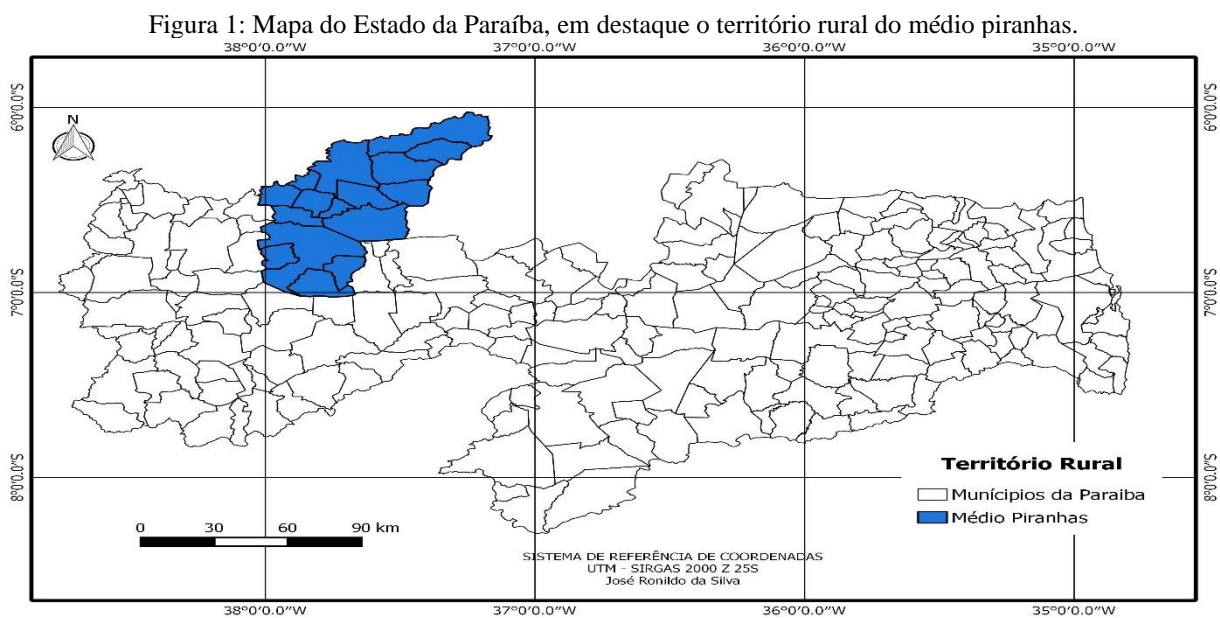 Figura 1: Mapa do Estado da Paraíba, em destaque o território rural do médio piranhas.
38°0'0.0"W 37°0'0.0"W 36°0'0.0"W 35°0'0.0"W
6°0'0.0"S 6°0'0.0"S
N
7°0'0.0"S 7°0'0.0"S
Território Rural
8°0'0.0"S 8°0'0.0"S
Munícipios da Paraiba
Médio Piranhas
0 30 60 90 km
SISTEMA DE REFERÊNCIA DE COORDENADAS
UTM - SIRGAS 2000 Z 25S
José Ronildo da Silva
38°0'0.0"W 37°0'0.0"W 36°0'0.0"W 35°0'0.0"W